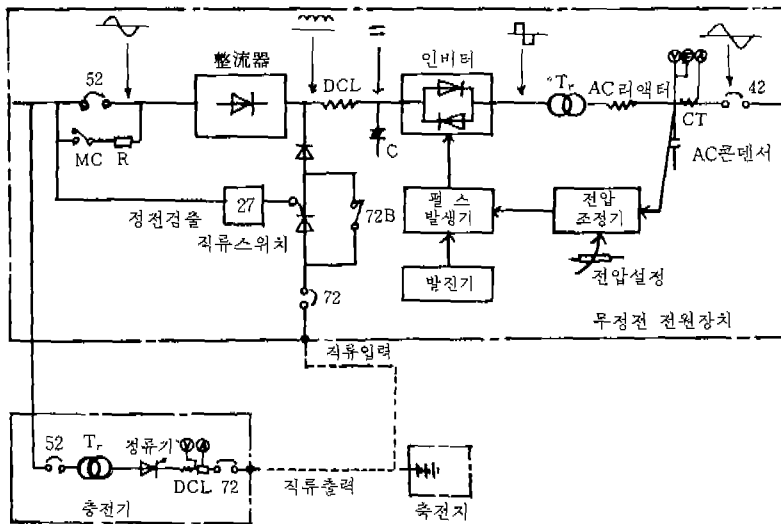 整流器
인버터
52
DCL
Tr
AC리액터
V F A
42
CT
MC R
C
AC콘덴서
27
정전검출
직류스위치
72B
펄스
발생기
전압
조정기
발진기
전압설정
72
무정전 전원장치
직류입력
52
Tr
정류기
V A
DCL 72
직류출력
충전기
축전지